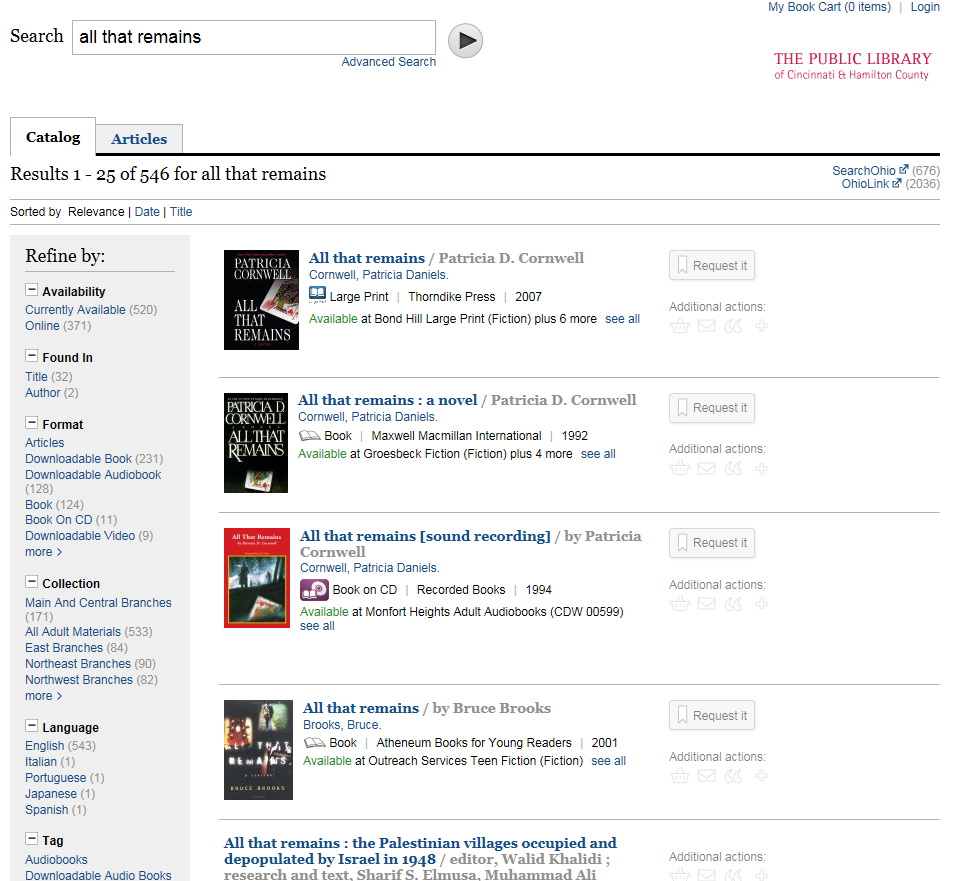 My Book Cart (0 items) | Login
Search all that remains
Advanced Search
THE PUBLIC LIBRARY
of Cincinnati & Hamilton County
Catalog Articles
Results 1 - 25 of 546 for all that remains
SearchOhio (676)
OhioLink (2036)
Sorted by Relevance | Date | Title
Refine by:
Availability
Currently Available (520)
Online (371)
Found In
Title (32)
Author (2)
Format
Articles
Downloadable Book (231)
Downloadable Audiobook
(128)
Book (124)
Book On CD (11)
Downloadable Video (9)
more >
Collection
Main And Central Branches
(171)
All Adult Materials (533)
East Branches (84)
Northeast Branches (90)
Northwest Branches (82)
more >
Language
English (543)
Italian (1)
Portuguese (1)
Japanese (1)
Spanish (1)
Tag
Audiobooks
Downloadable Audio Books
PATRICIA
CORNWELL
ALL
THAT
REMAINS
All that remains / Patricia D. Cornwell
Cornwell, Patricia Daniels.
Large Print | Thorndike Press | 2007
Available at Bond Hill Large Print (Fiction) plus 6 more see all
Request it
Additional actions:
PATRICIA D.
CORNWELL
ALL THAT
REMAINS
All that remains : a novel / Patricia D. Cornwell
Cornwell, Patricia Daniels.
Book | Maxwell Macmillan International | 1992
Available at Groesbeck Fiction (Fiction) plus 4 more see all
Request it
Additional actions:
All That Remains
by Patricia D. Cornwell
All that remains [sound recording] / by Patricia
Cornwell
Cornwell, Patricia Daniels.
Book on CD | Recorded Books | 1994
Available at Monfort Heights Adult Audiobooks (CDW 00599)
see all
Request it
Additional actions:
ALL THAT
REMAINS
BRUCE BROOKS
All that remains / by Bruce Brooks
Brooks, Bruce.
Book | Atheneum Books for Young Readers | 2001
Available at Outreach Services Teen Fiction (Fiction) see all
Request it
Additional actions:
All that remains : the Palestinian villages occupied and
depopulated by Israel in 1948 / editor, Walid Khalidi ;
research and text, Sharif S. Elmusa, Muhammad Ali
Additional actions: